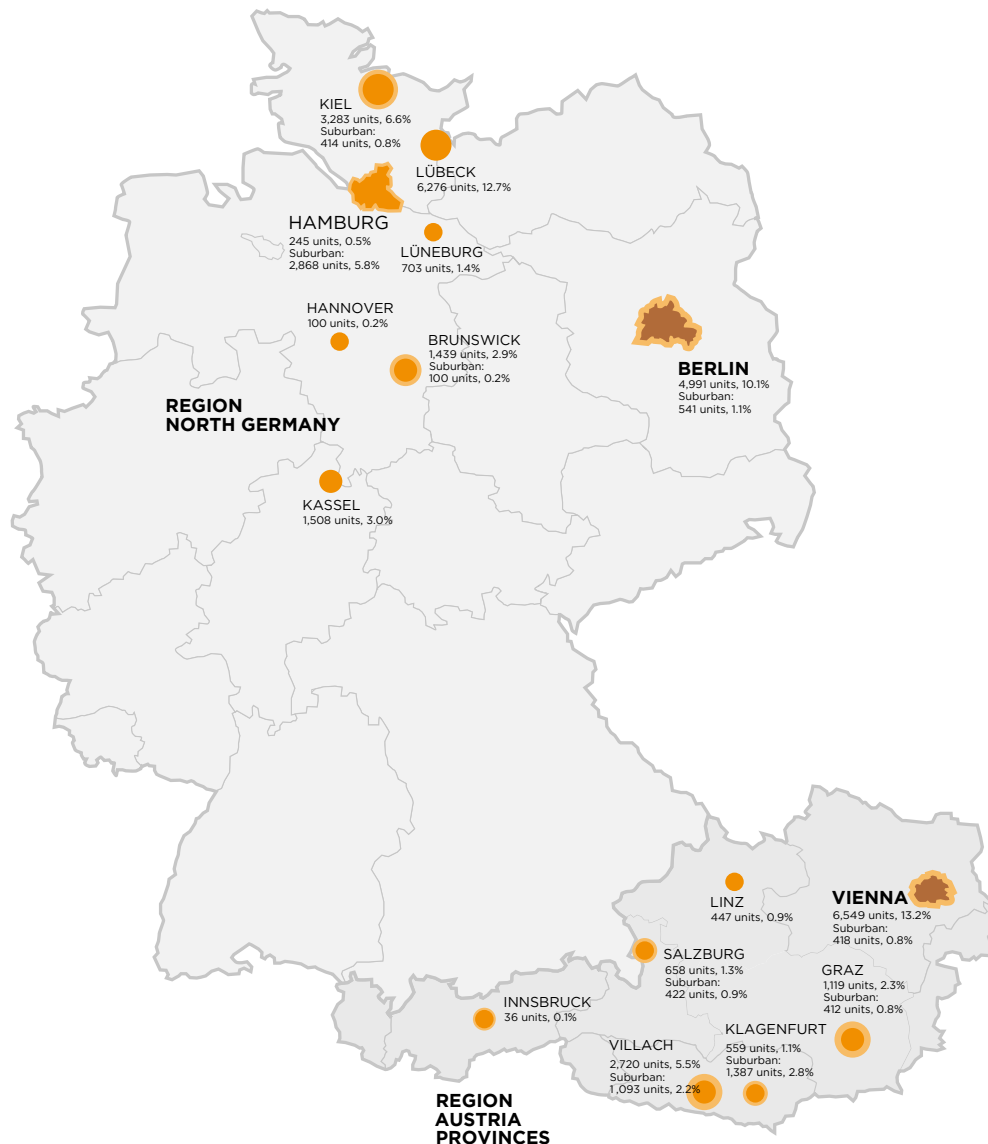 KIEL
3,283 units, 6.6%
Suburban:
414 units, 0.8%
LÜBECK
6,276 units, 12.7%
HAMBURG
245 units, 0.5%
Suburban:
2,868 units, 5.8%
LÜNEBURG
703 units, 1.4%
HANNOVER
100 units, 0.2%
BRUNSWICK
1,439 units, 2.9%
Suburban:
100 units, 0.2%
BERLIN
4,991 units, 10.1%
Suburban:
541 units, 1.1%
REGION
NORTH GERMANY
KASSEL
1,508 units, 3.0%
LINZ
447 units, 0.9%
VIENNA
6,549 units, 13.2%
Suburban:
418 units, 0.8%
SALZBURG
658 units, 1.3%
Suburban:
422 units, 0.9%
GRAZ
1,119 units, 2.3%
Suburban:
412 units, 0.8%
INNSBRUCK
36 units, 0.1%
VILLACH
2,720 units, 5.5%
Suburban:
1,093 units, 2.2%
KLAGENFURT
559 units, 1.1%
Suburban:
1,387 units, 2.8%
REGION
AUSTRIA
PROVINCES